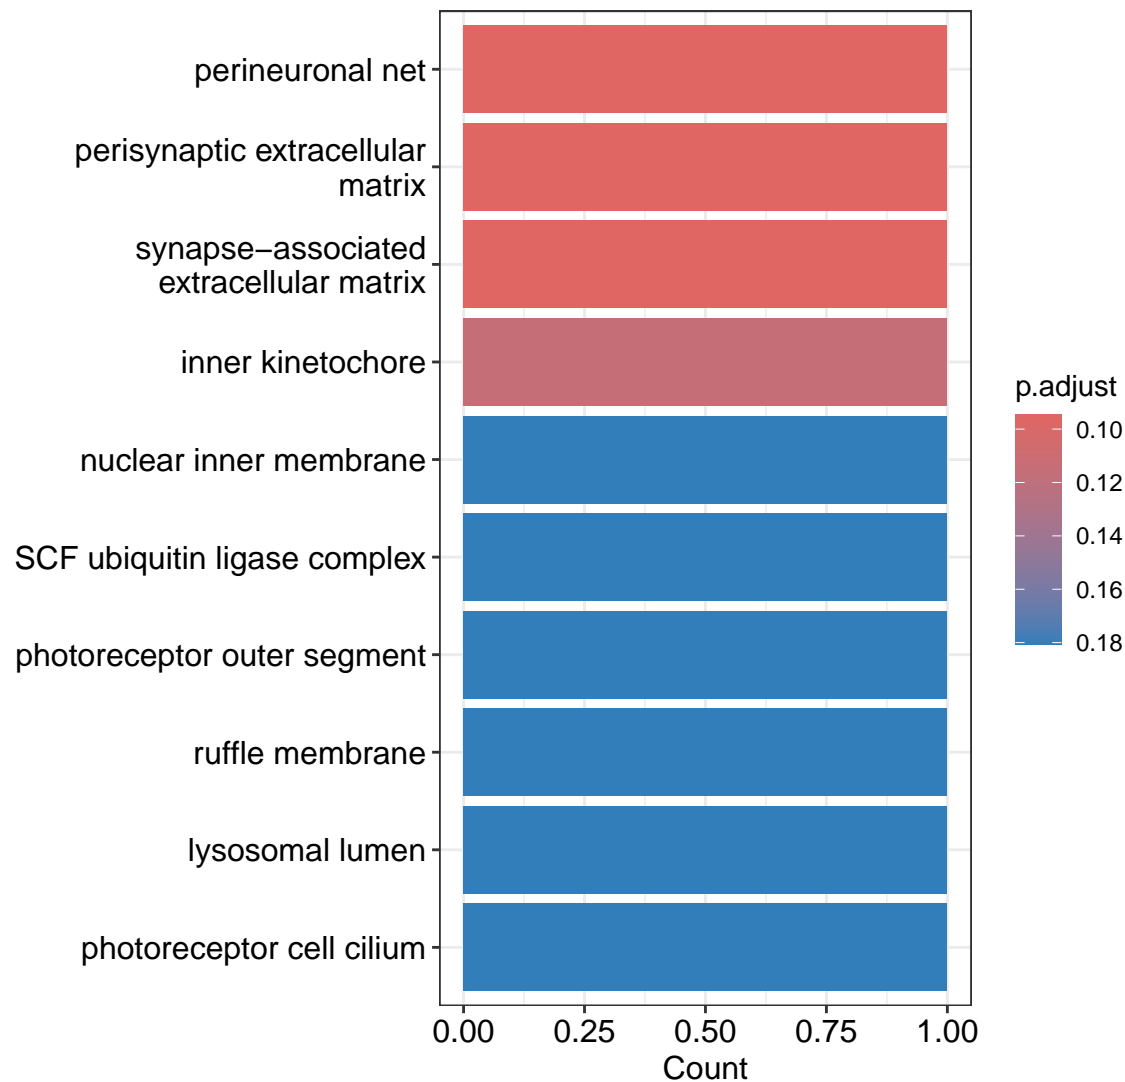 perineuronal net
perisynaptic extracellular
matrix
synapse−associated
extracellular matrix
inner kinetochore
nuclear inner membrane
SCF ubiquitin ligase complex
photoreceptor outer segment
ruffle membrane
lysosomal lumen
photoreceptor cell cilium
0.00 0.25 0.50 0.75 1.00
Count
p.adjust
0.10
0.12
0.14
0.16
0.18